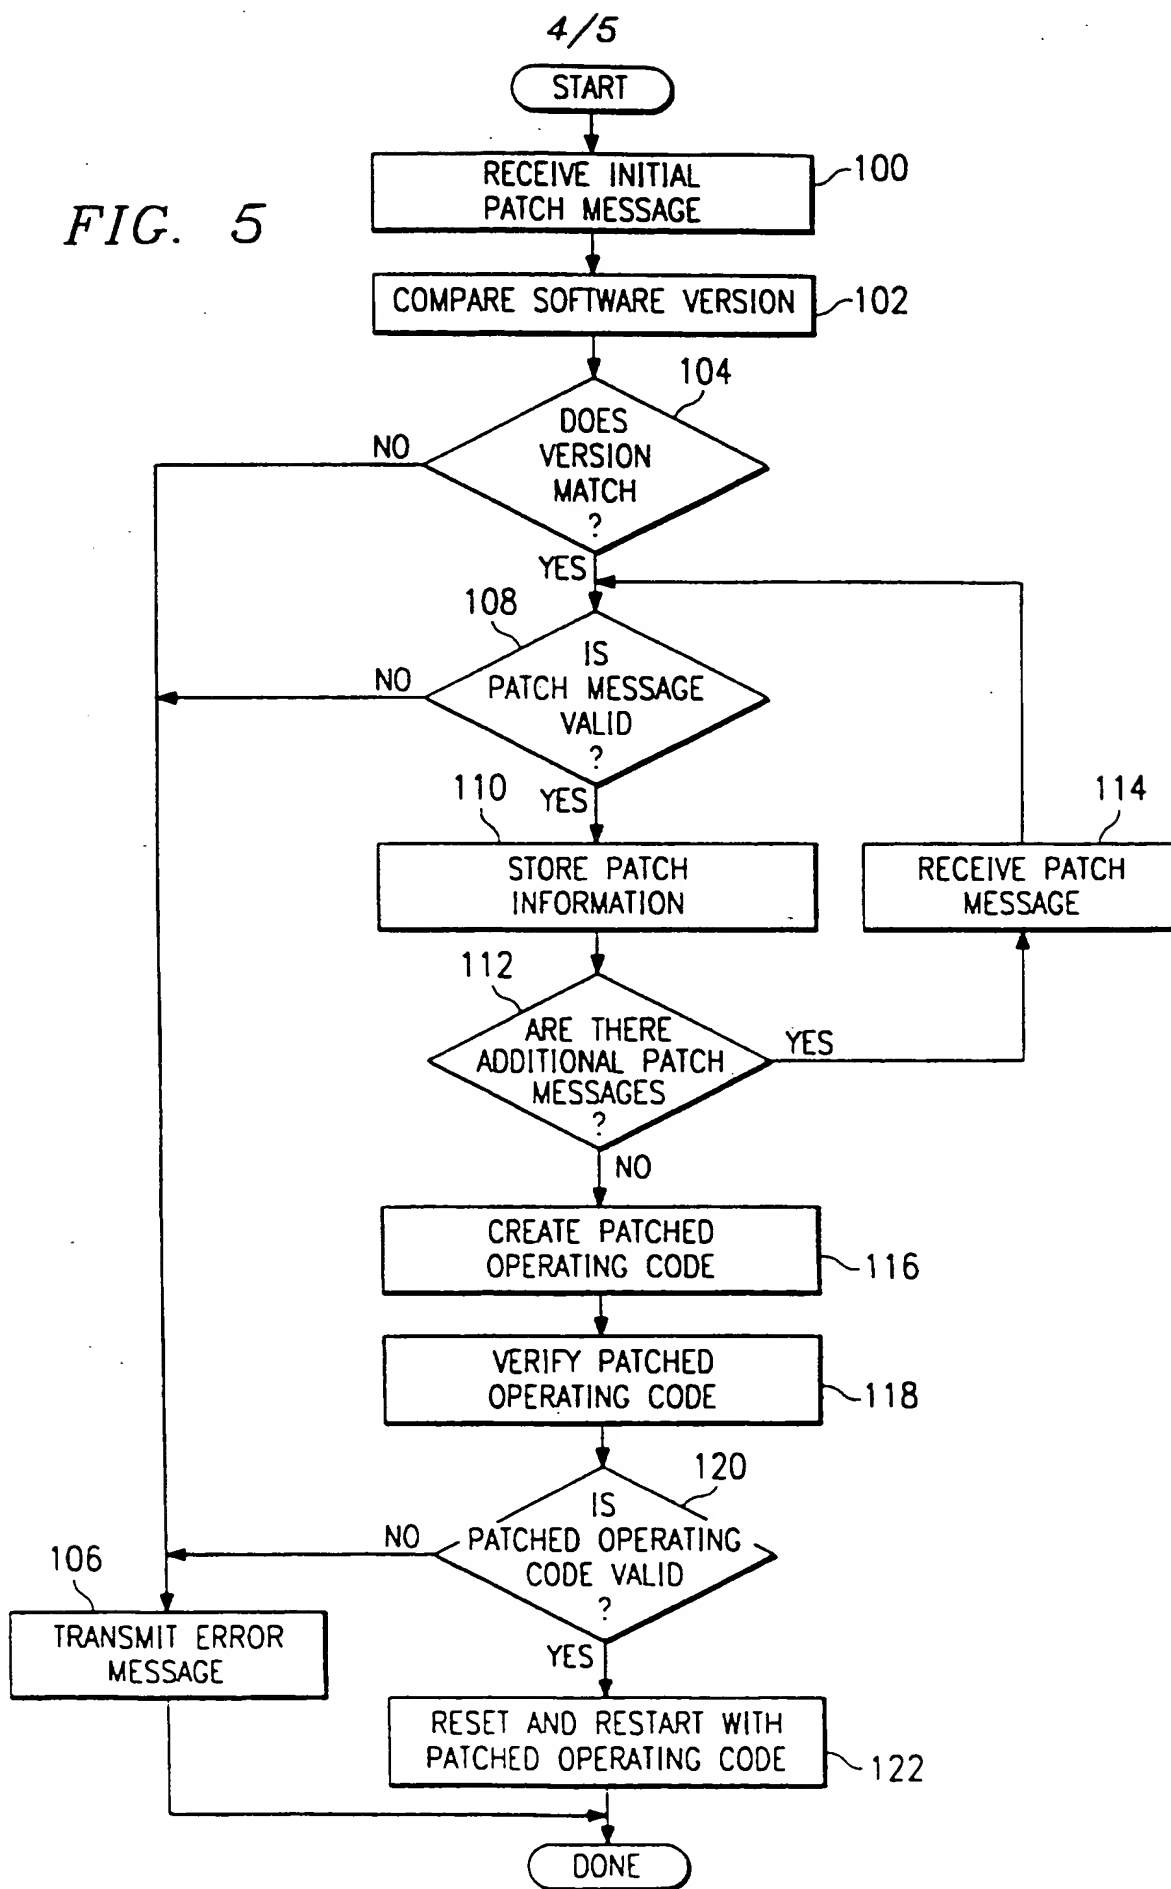 4/5
START
RECEIVE INITIAL
PATCH MESSAGE
100
FIG. 5
COMPARE SOFTWARE VERSION
102
104
DOES
VERSION
MATCH
?
NO
YES
108
IS
PATCH MESSAGE
VALID
?
NO
YES
110
STORE PATCH
INFORMATION
114
RECEIVE PATCH
MESSAGE
112
ARE THERE
ADDITIONAL PATCH
MESSAGES
?
YES
NO
CREATE PATCHED
OPERATING CODE
116
VERIFY PATCHED
OPERATING CODE
118
120
IS
PATCHED OPERATING
CODE VALID
?
NO
YES
106
TRANSMIT ERROR
MESSAGE
RESET AND RESTART WITH
PATCHED OPERATING CODE
122
DONE